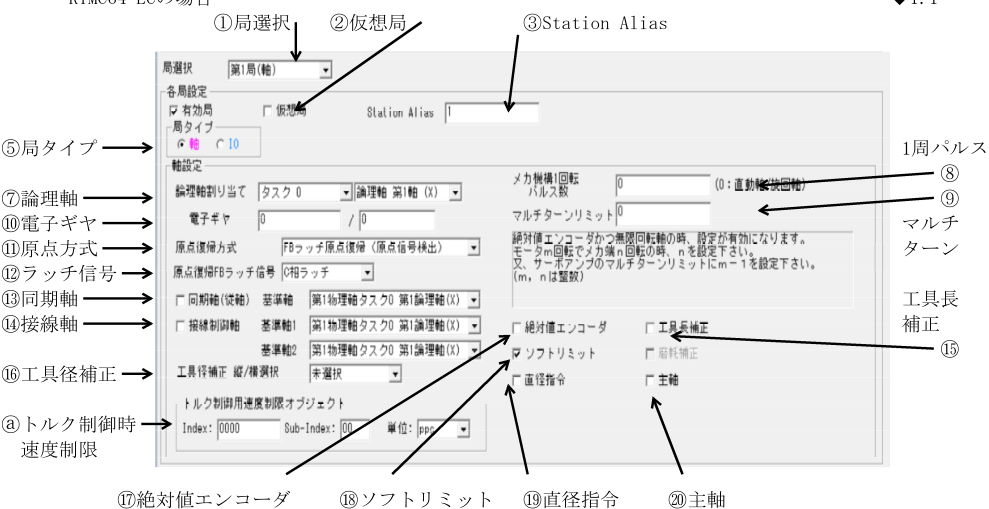 RTMC64-ECの場合
◆1.1
①局選択 ②仮想局 ③Station Alias
局選択 第1局(軸)
各局設定
有効局 仮想局 Station Alias 1
局タイプ
軸 IO
⑤局タイプ
1周パルス
⑧
軸設定
⑦論理軸
論理軸割り当て タスク 0 論理軸 第1軸 (X)
メカ機構1回転
パルス数 0 (0:直動軸/旋回軸)
⑨
⑩電子ギヤ
電子ギヤ 0 / 0
マルチターンリミット 0
マルチ
ターン
⑪原点方式
原点復帰方式 FBラッチ原点復帰 (原点信号検出)
絶対値エンコーダかつ無限回転軸の時、設定が有効になります。
モータm回転でメカ端n回転の時、nを設定下さい。
又、サーボアンプのマルチターンリミットにm-1を設定下さい。
(m, nは整数)
⑫ラッチ信号
原点復帰FBラッチ信号 C相ラッチ
⑬同期軸
同期軸(従軸) 基準軸 第1物理軸タスク0 第1論理軸(X)
工具長
補正
⑮
⑭接線軸
接線制御軸 基準軸1 第1物理軸タスク0 第1論理軸(X)
基準軸2 第1物理軸タスク0 第1論理軸(X)
絶対値エンコーダ 工具長補正
ソフトリミット 磨耗補正
直径指令 主軸
⑯工具径補正
工具径補正 縦/横選択 未選択
ⓐトルク制御時
速度制限
トルク制御用速度制限オブジェクト
Index: 0000 Sub-Index: 00 単位: pps
⑰絶対値エンコーダ ⑱ソフトリミット ⑲直径指令 ⑳主軸